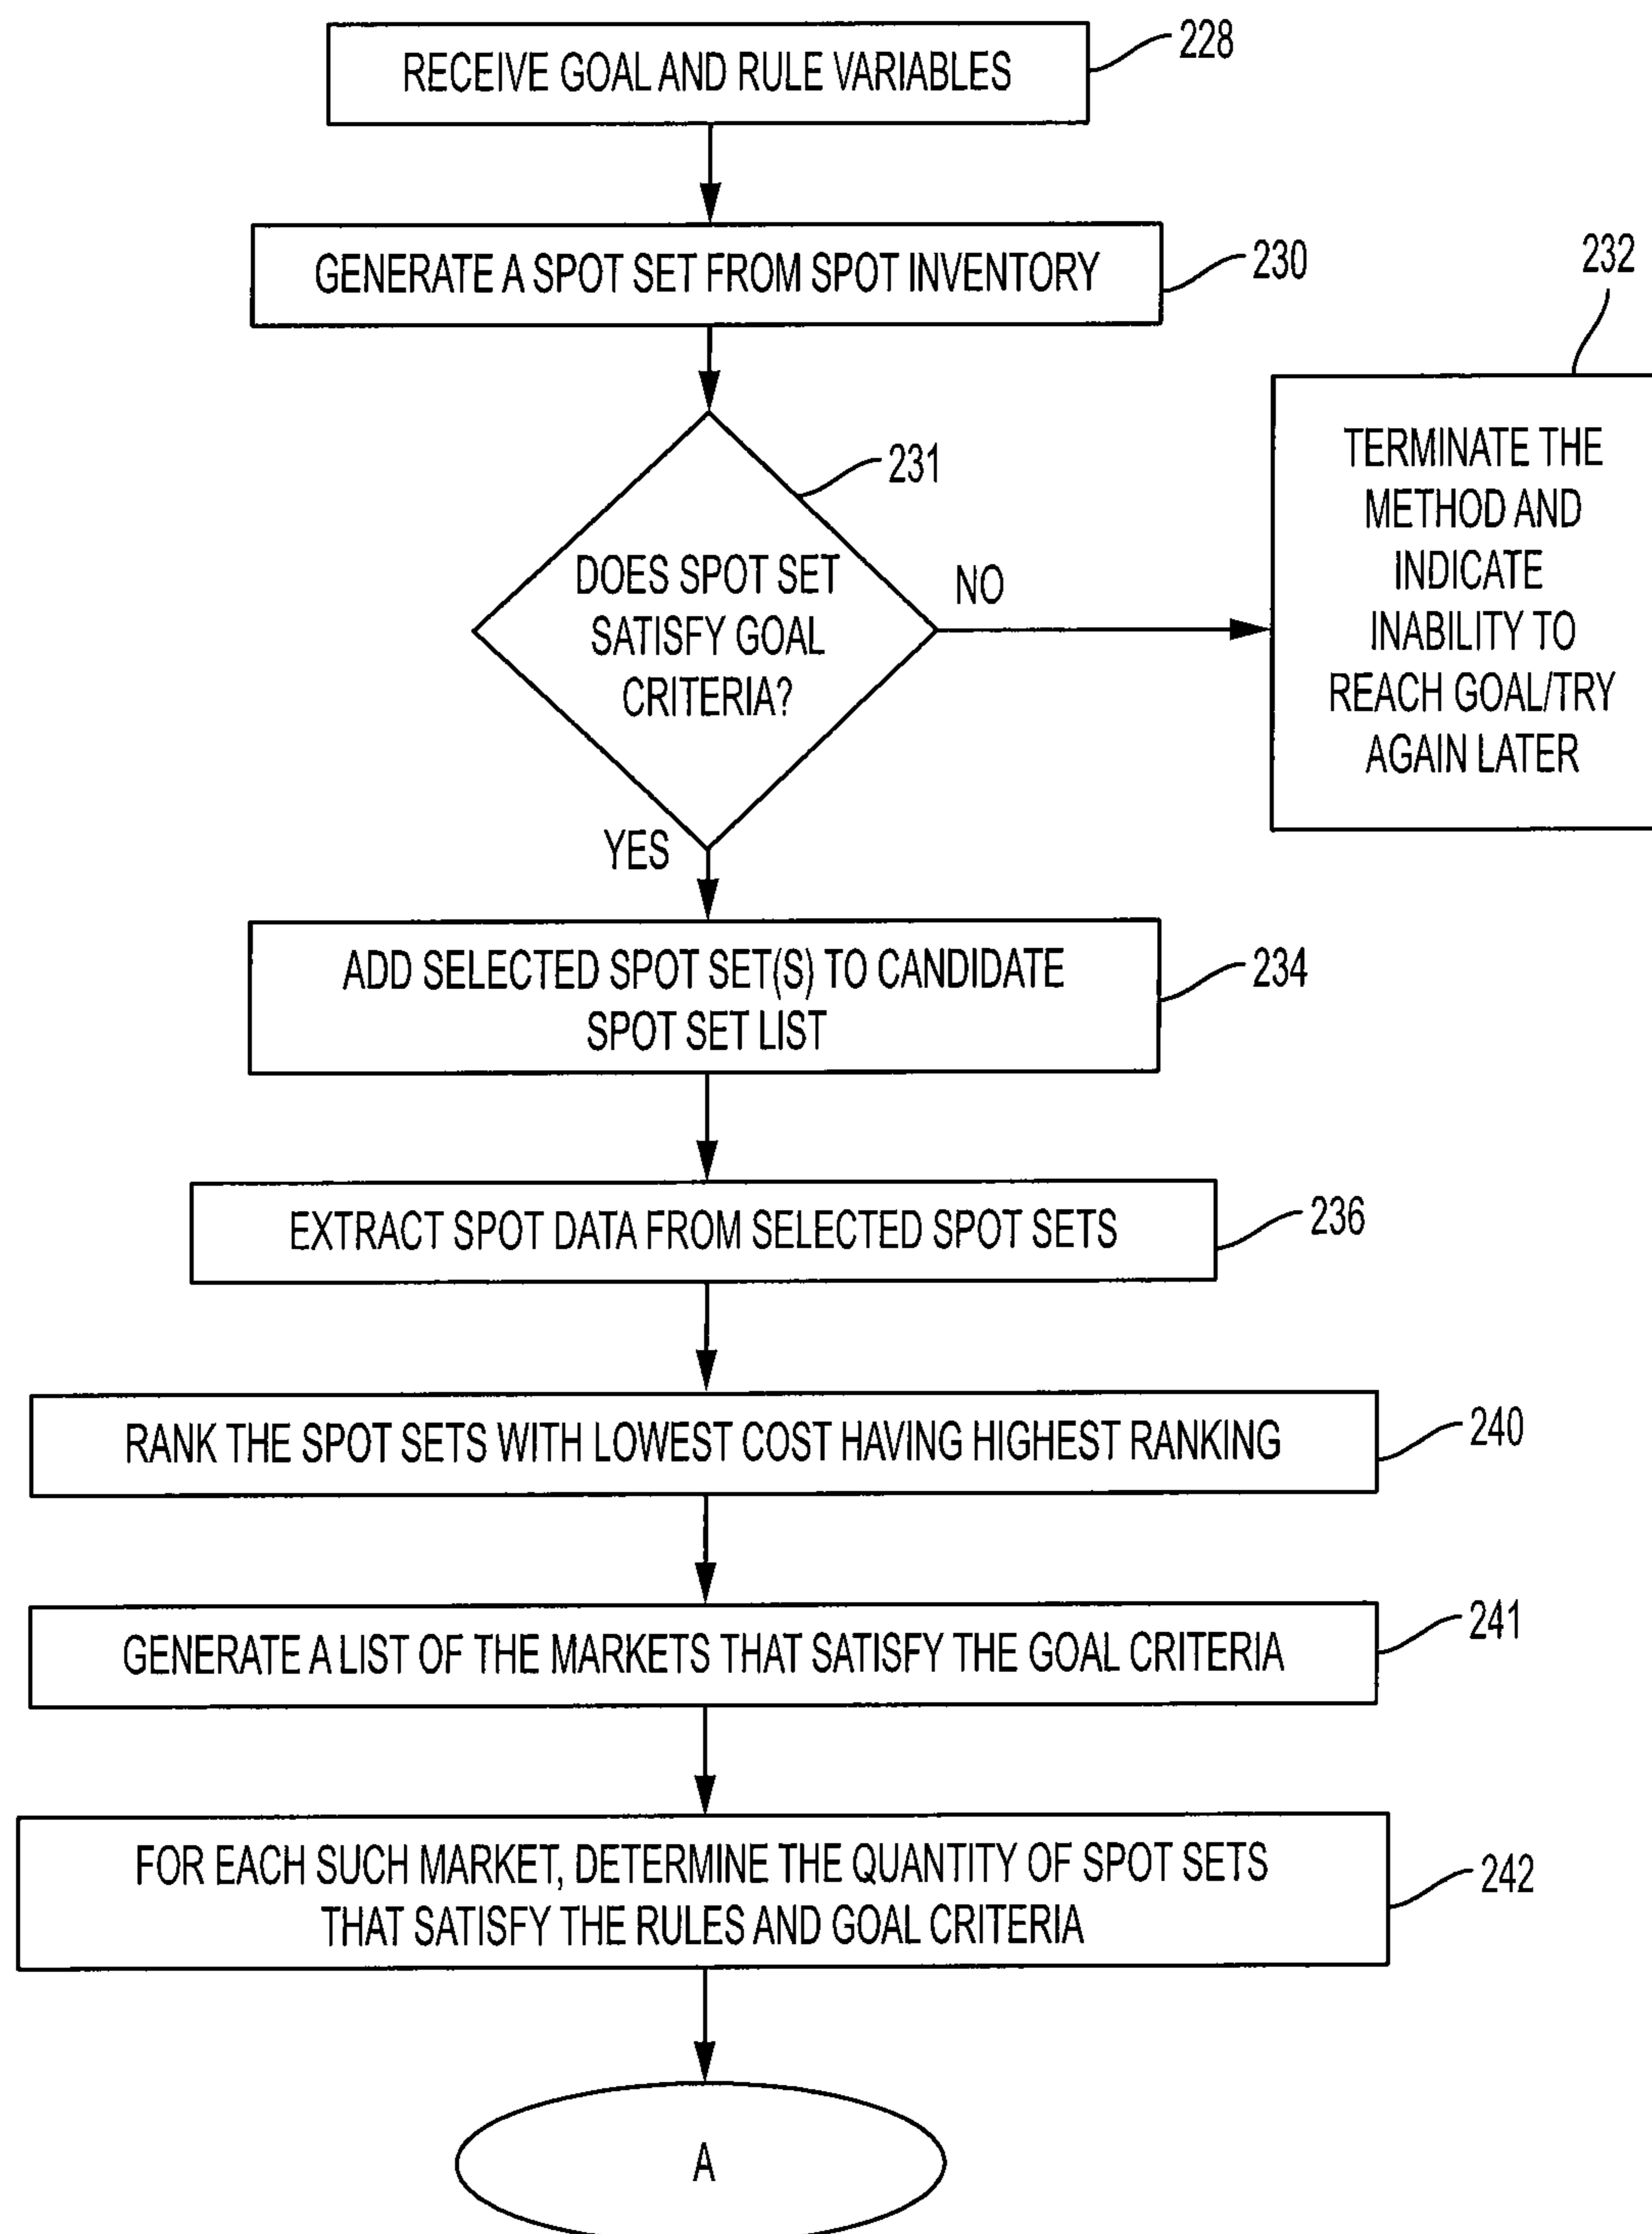 RECEIVE GOAL AND RULE VARIABLES
228
GENERATE A SPOT SET FROM SPOT INVENTORY
230
232
231
DOES SPOT SET
SATISFY GOAL
CRITERIA?
NO
TERMINATE THE
METHOD AND
INDICATE
INABILITY TO
REACH GOAL/TRY
AGAIN LATER
YES
ADD SELECTED SPOT SET(S) TO CANDIDATE
SPOT SET LIST
234
EXTRACT SPOT DATA FROM SELECTED SPOT SETS
236
RANK THE SPOT SETS WITH LOWEST COST HAVING HIGHEST RANKING
240
GENERATE A LIST OF THE MARKETS THAT SATISFY THE GOAL CRITERIA
241
FOR EACH SUCH MARKET, DETERMINE THE QUANTITY OF SPOT SETS
THAT SATISFY THE RULES AND GOAL CRITERIA
242
A